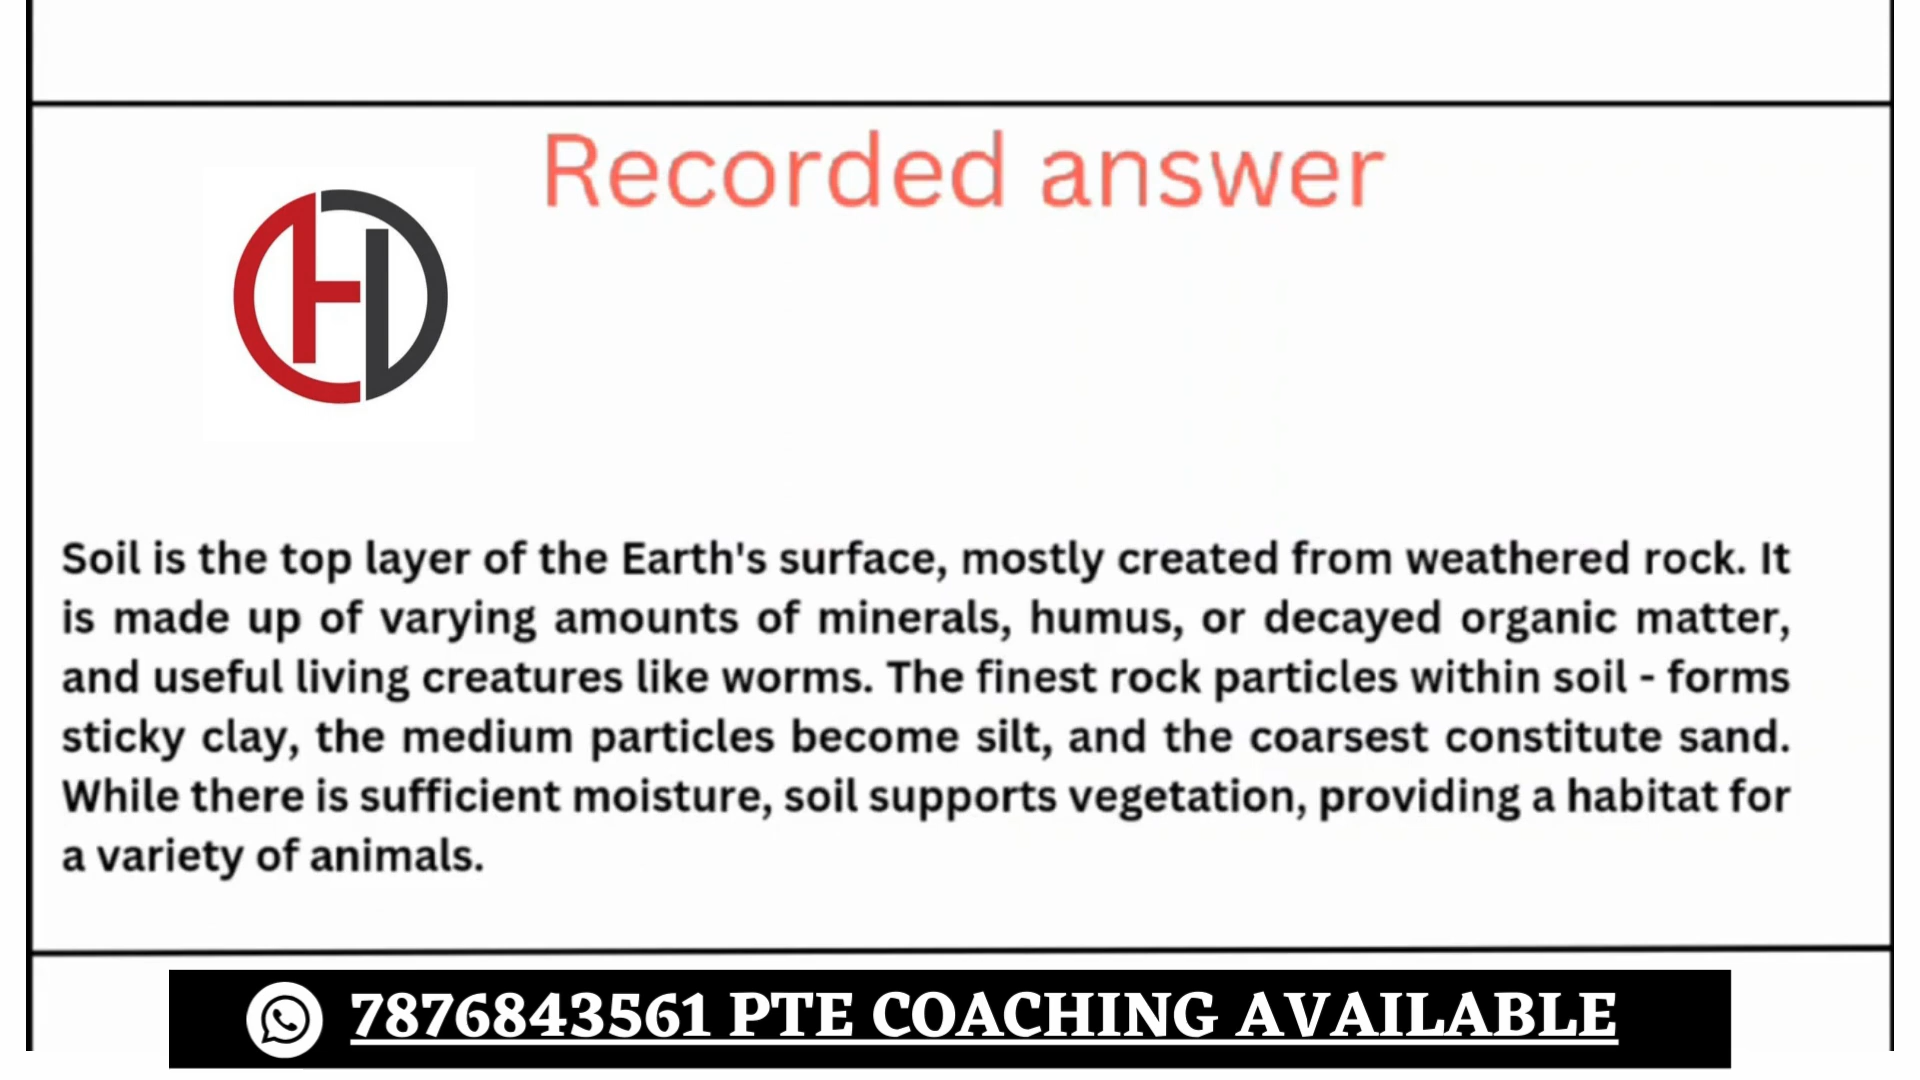 Recorded answer
Soil is the top layer of the Earth's surface, mostly created from weathered rock. It
is made up of varying amounts of minerals, humus, or decayed organic matter,
and useful living creatures like worms. The finest rock particles within soil - forms
sticky clay, the medium particles become silt, and the coarsest constitute sand.
While there is sufficient moisture, soil supports vegetation, providing a habitat for
a variety of animals.
7876843561 PTE COACHING AVAILABLE